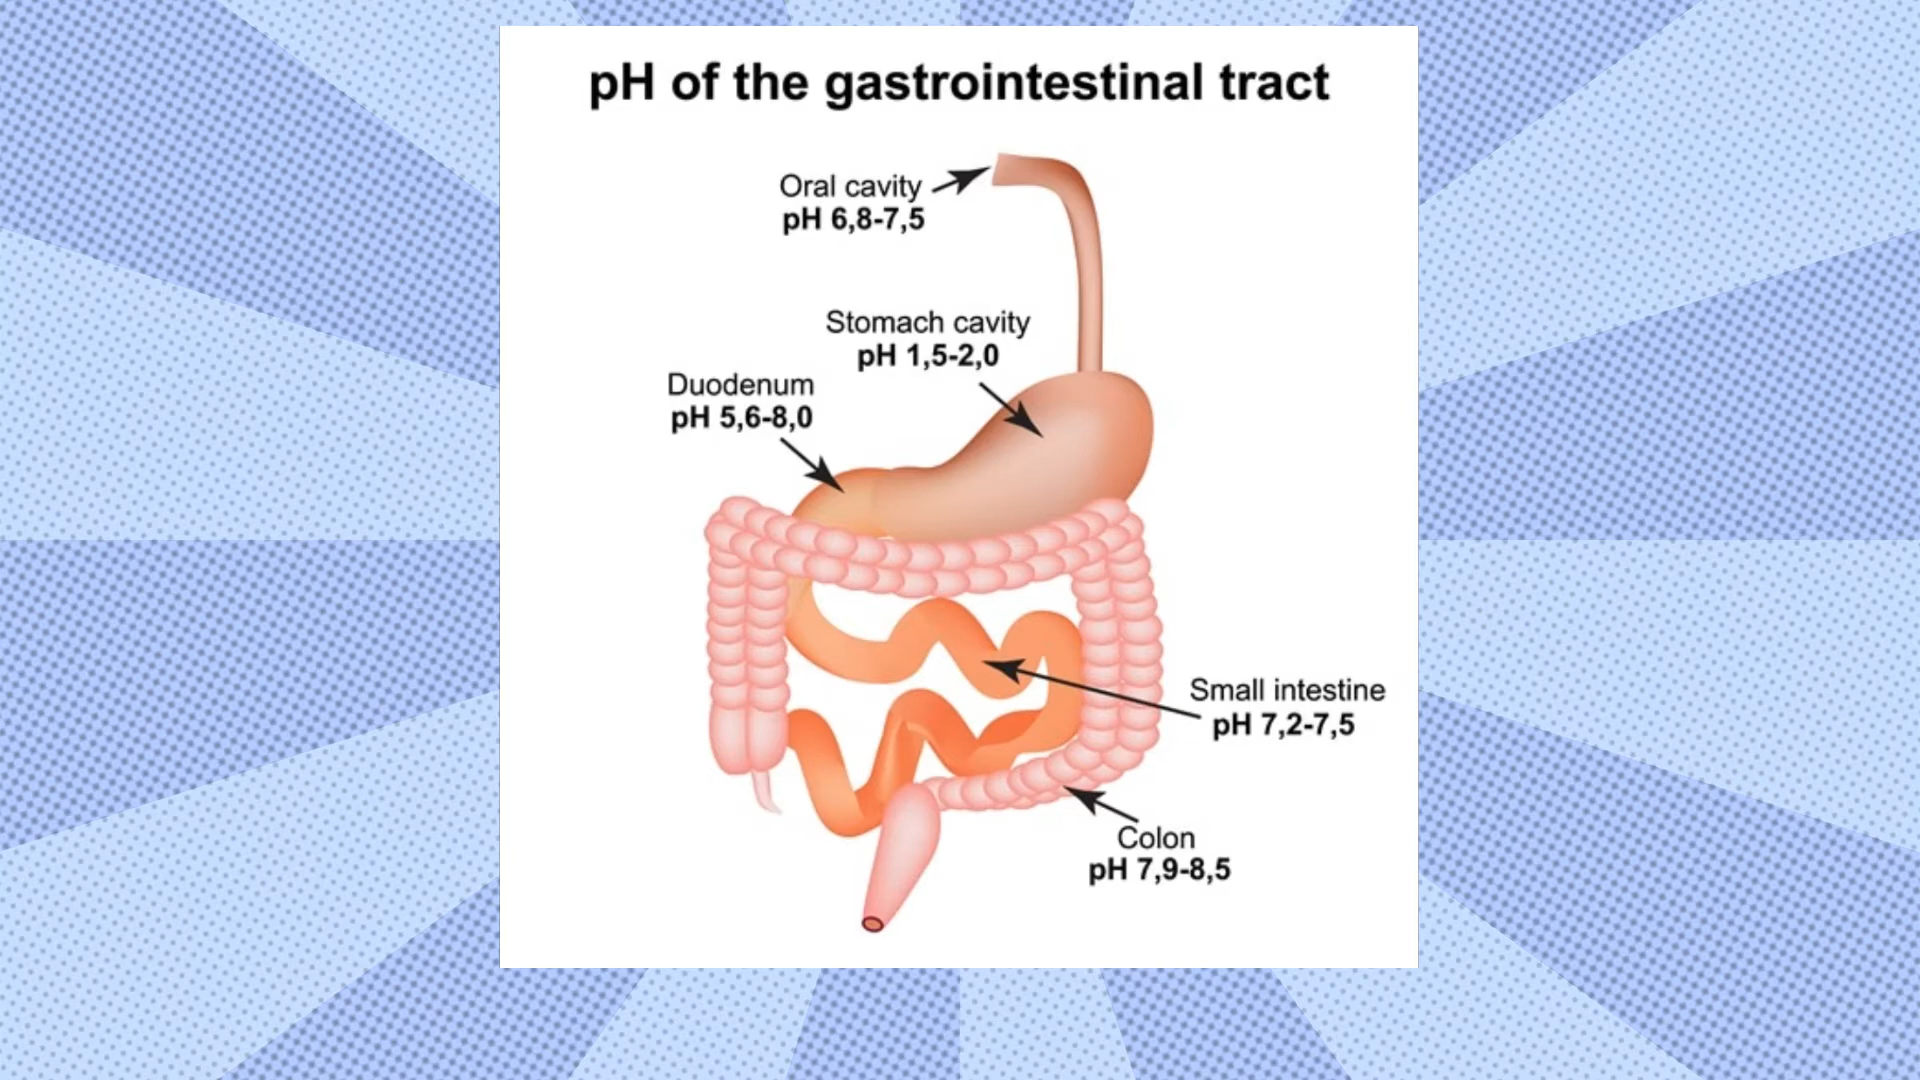 pH of the gastrointestinal tract
Oral cavity
pH 6,8-7,5
Stomach cavity
pH 1,5-2,0
Duodenum
pH 5,6-8,0
Small intestine
pH 7,2-7,5
Colon
pH 7,9-8,5